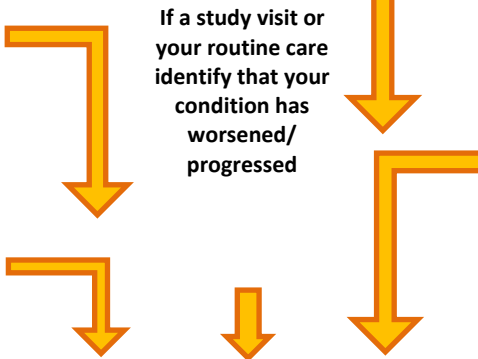 If a study visit or
your routine care
identify that your
condition has
worsened/
progressed